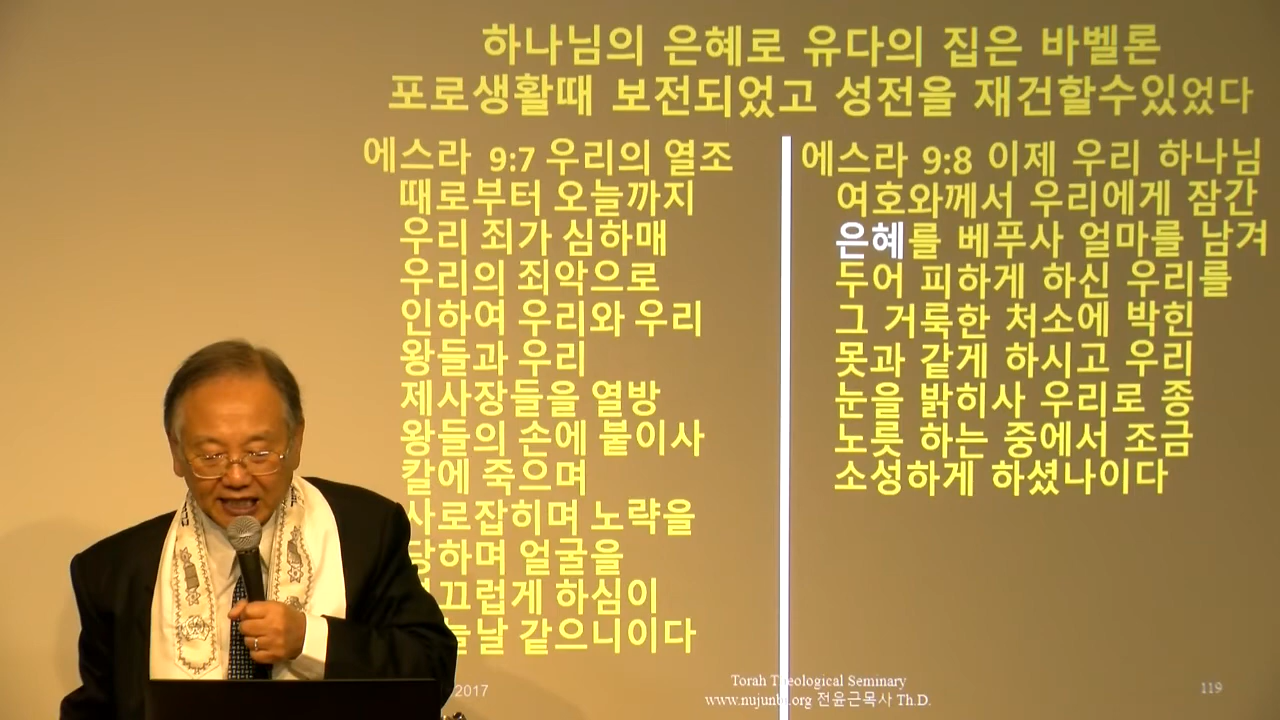 하나님의 은혜로 유다의 집은 바벨론
포로생활때 보전되었고 성전을 재건할수있었다
에스라 9:7 우리의 열조
때로부터 오늘까지
우리 죄가 심하매
우리의 죄악으로
인하여 우리와 우리
왕들과 우리
제사장들을 열방
왕들의 손에 붙이사
칼에 죽으며
사로잡히며 노략을
당하며 얼굴을
끄럽게 하심이
늘날 같으니이다
에스라 9:8 이제 우리 하나님
여호와께서 우리에게 잠간
은혜를 베푸사 얼마를 남겨
두어 피하게 하신 우리를
그 거룩한 처소에 박힌
못과 같게 하시고 우리
눈을 밝히사 우리로 종
노릇 하는 중에서 조금
소성하게 하셨나이다
2017
Torah Theological Seminary
www.nujunbi.org 전윤근목사 Th.D.
119